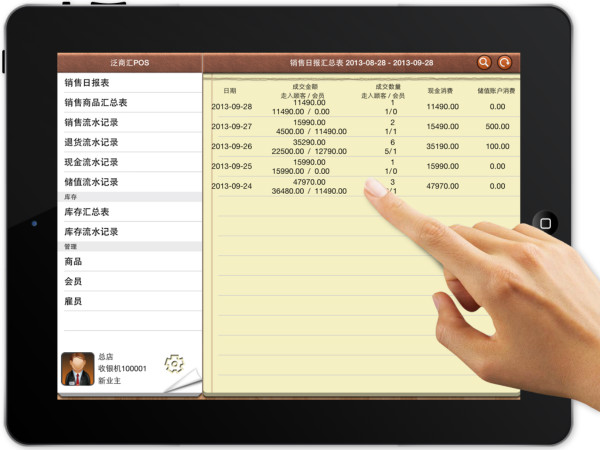 泛商汇POS
销售日报汇总表 2013-08-28 - 2013-09-28
销售日报表
销售商品汇总表
销售流水记录
退货流水记录
现金流水记录
储值流水记录
库存
库存汇总表
库存流水记录
管理
商品
会员
雇员
总店
收银机100001
新业主
日期 成交金额 成交数量 现金消费 储值账户消费
走入顾客 / 会员 走入顾客 / 会员
2013-09-28 11490.00 1 11490.00 0.00
11490.00 / 0.00 1/0
2013-09-27 15990.00 2 15490.00 500.00
4500.00 / 11490.00 1/1
2013-09-26 35290.00 6 35190.00 100.00
22500.00 / 12790.00 5/1
2013-09-25 15990.00 1 15990.00 0.00
15990.00 / 0.00 1/0
2013-09-24 47970.00 3 47970.00 0.00
36480.00 / 11490.00 /1